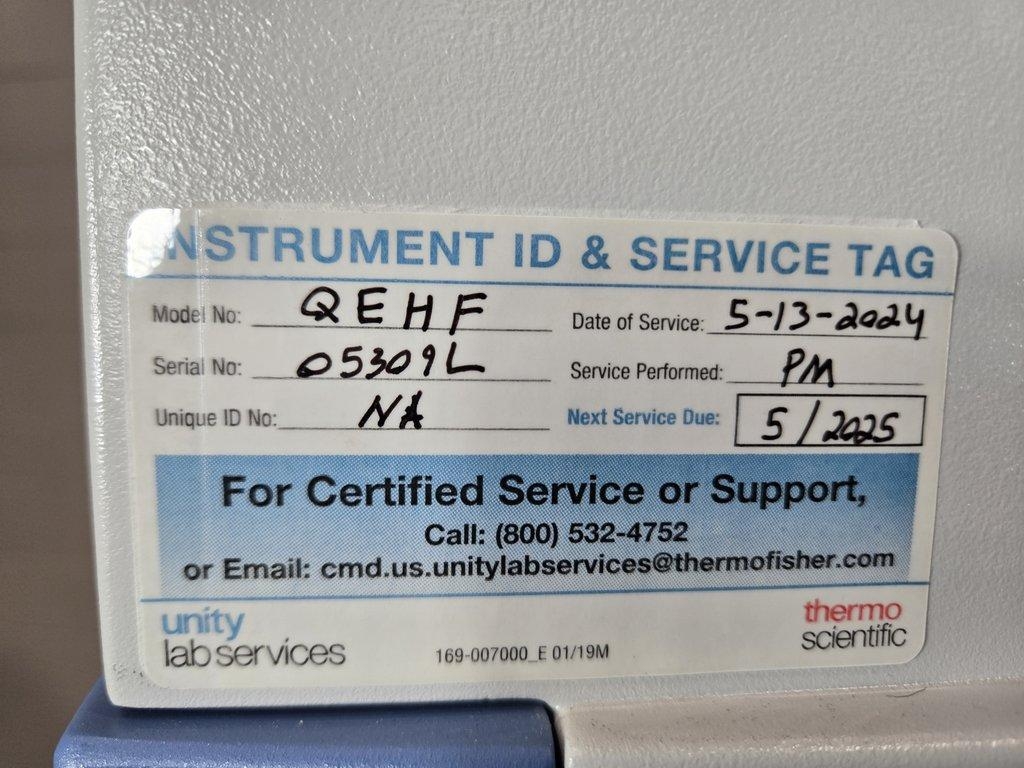 INSTRUMENT ID & SERVICE TAG
Model No: QEHF
Date of Service: 5-13-2024
Serial No: 05309L
Service Performed: PM
Unique ID No: NA
Next Service Due: 5/2025
For Certified Service or Support,
Call: (800) 532-4752
or Email: cmd.us.unitylabservices@thermofisher.com
unity
lab services
169-007000_E 01/19M
thermo
scientific